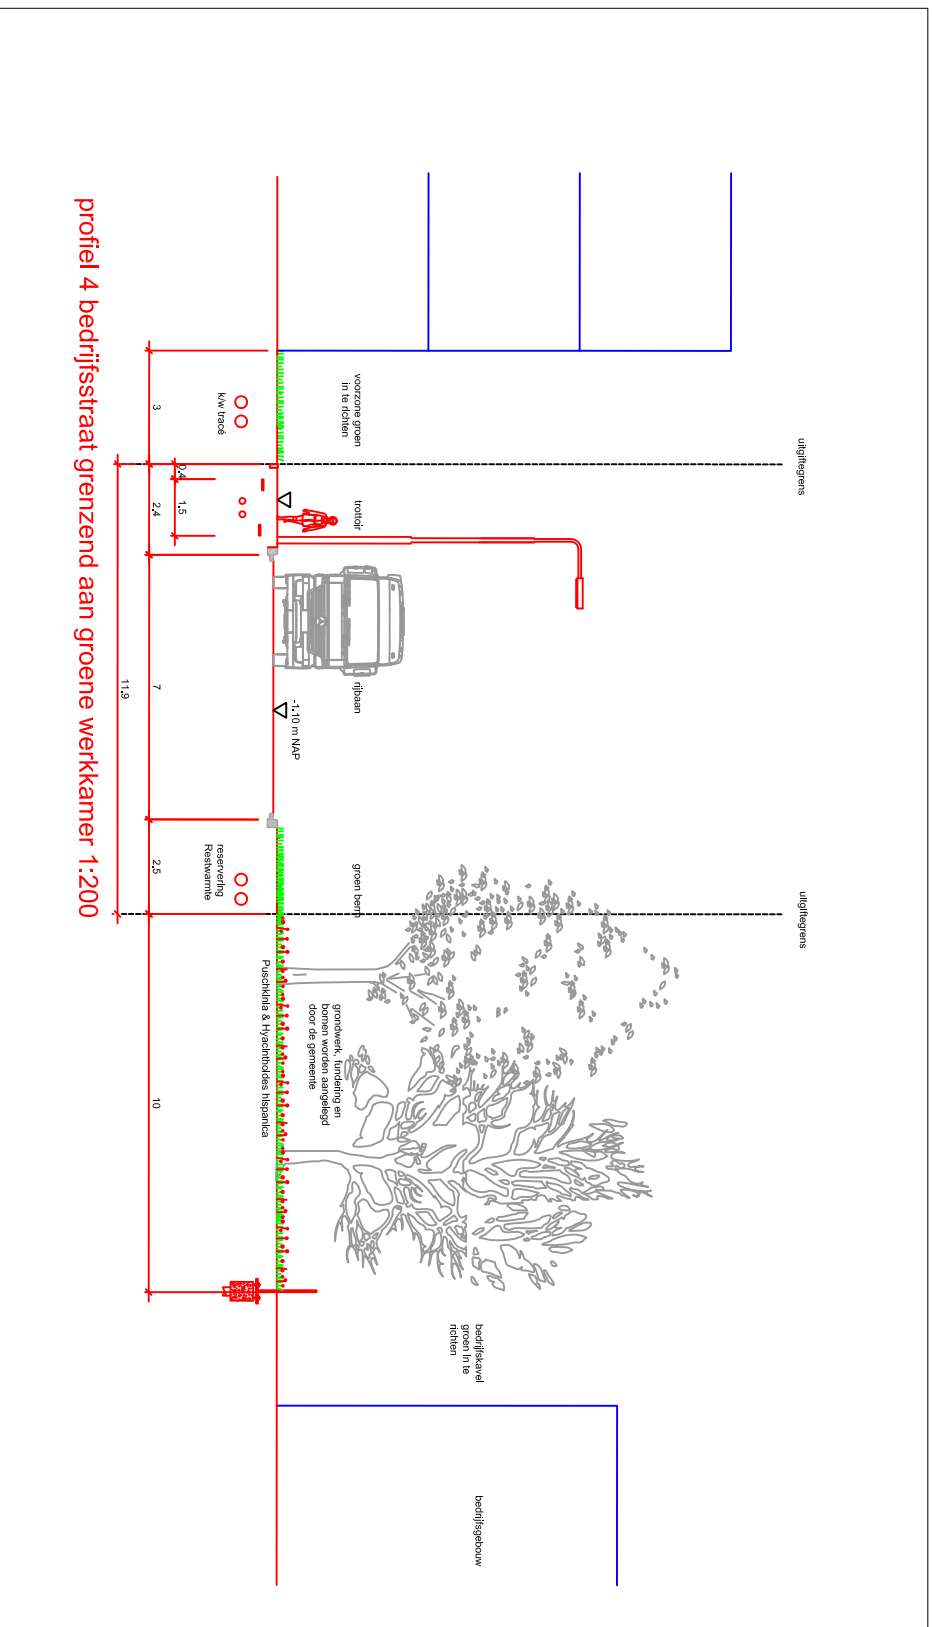 uitgiftegrens
uitgiftegrens
voorzone groen
in te richten
trottoir
rijbaan
-1.10 m NAP
groen berm
grondwerk, fundering en
bomen worden aangelegd
door de gemeente
Puschkinia & Hyacinthoides hispanica
bedrijfskavel
groen in te
richten
bedrijfsgebouw
k/w tracé
reservering
Restwarmte
0.4
1.5
3
2.4
7
2.5
10
11.9
profiel 4 bedrijfsstraat grenzend aan groene werkkamer 1:200